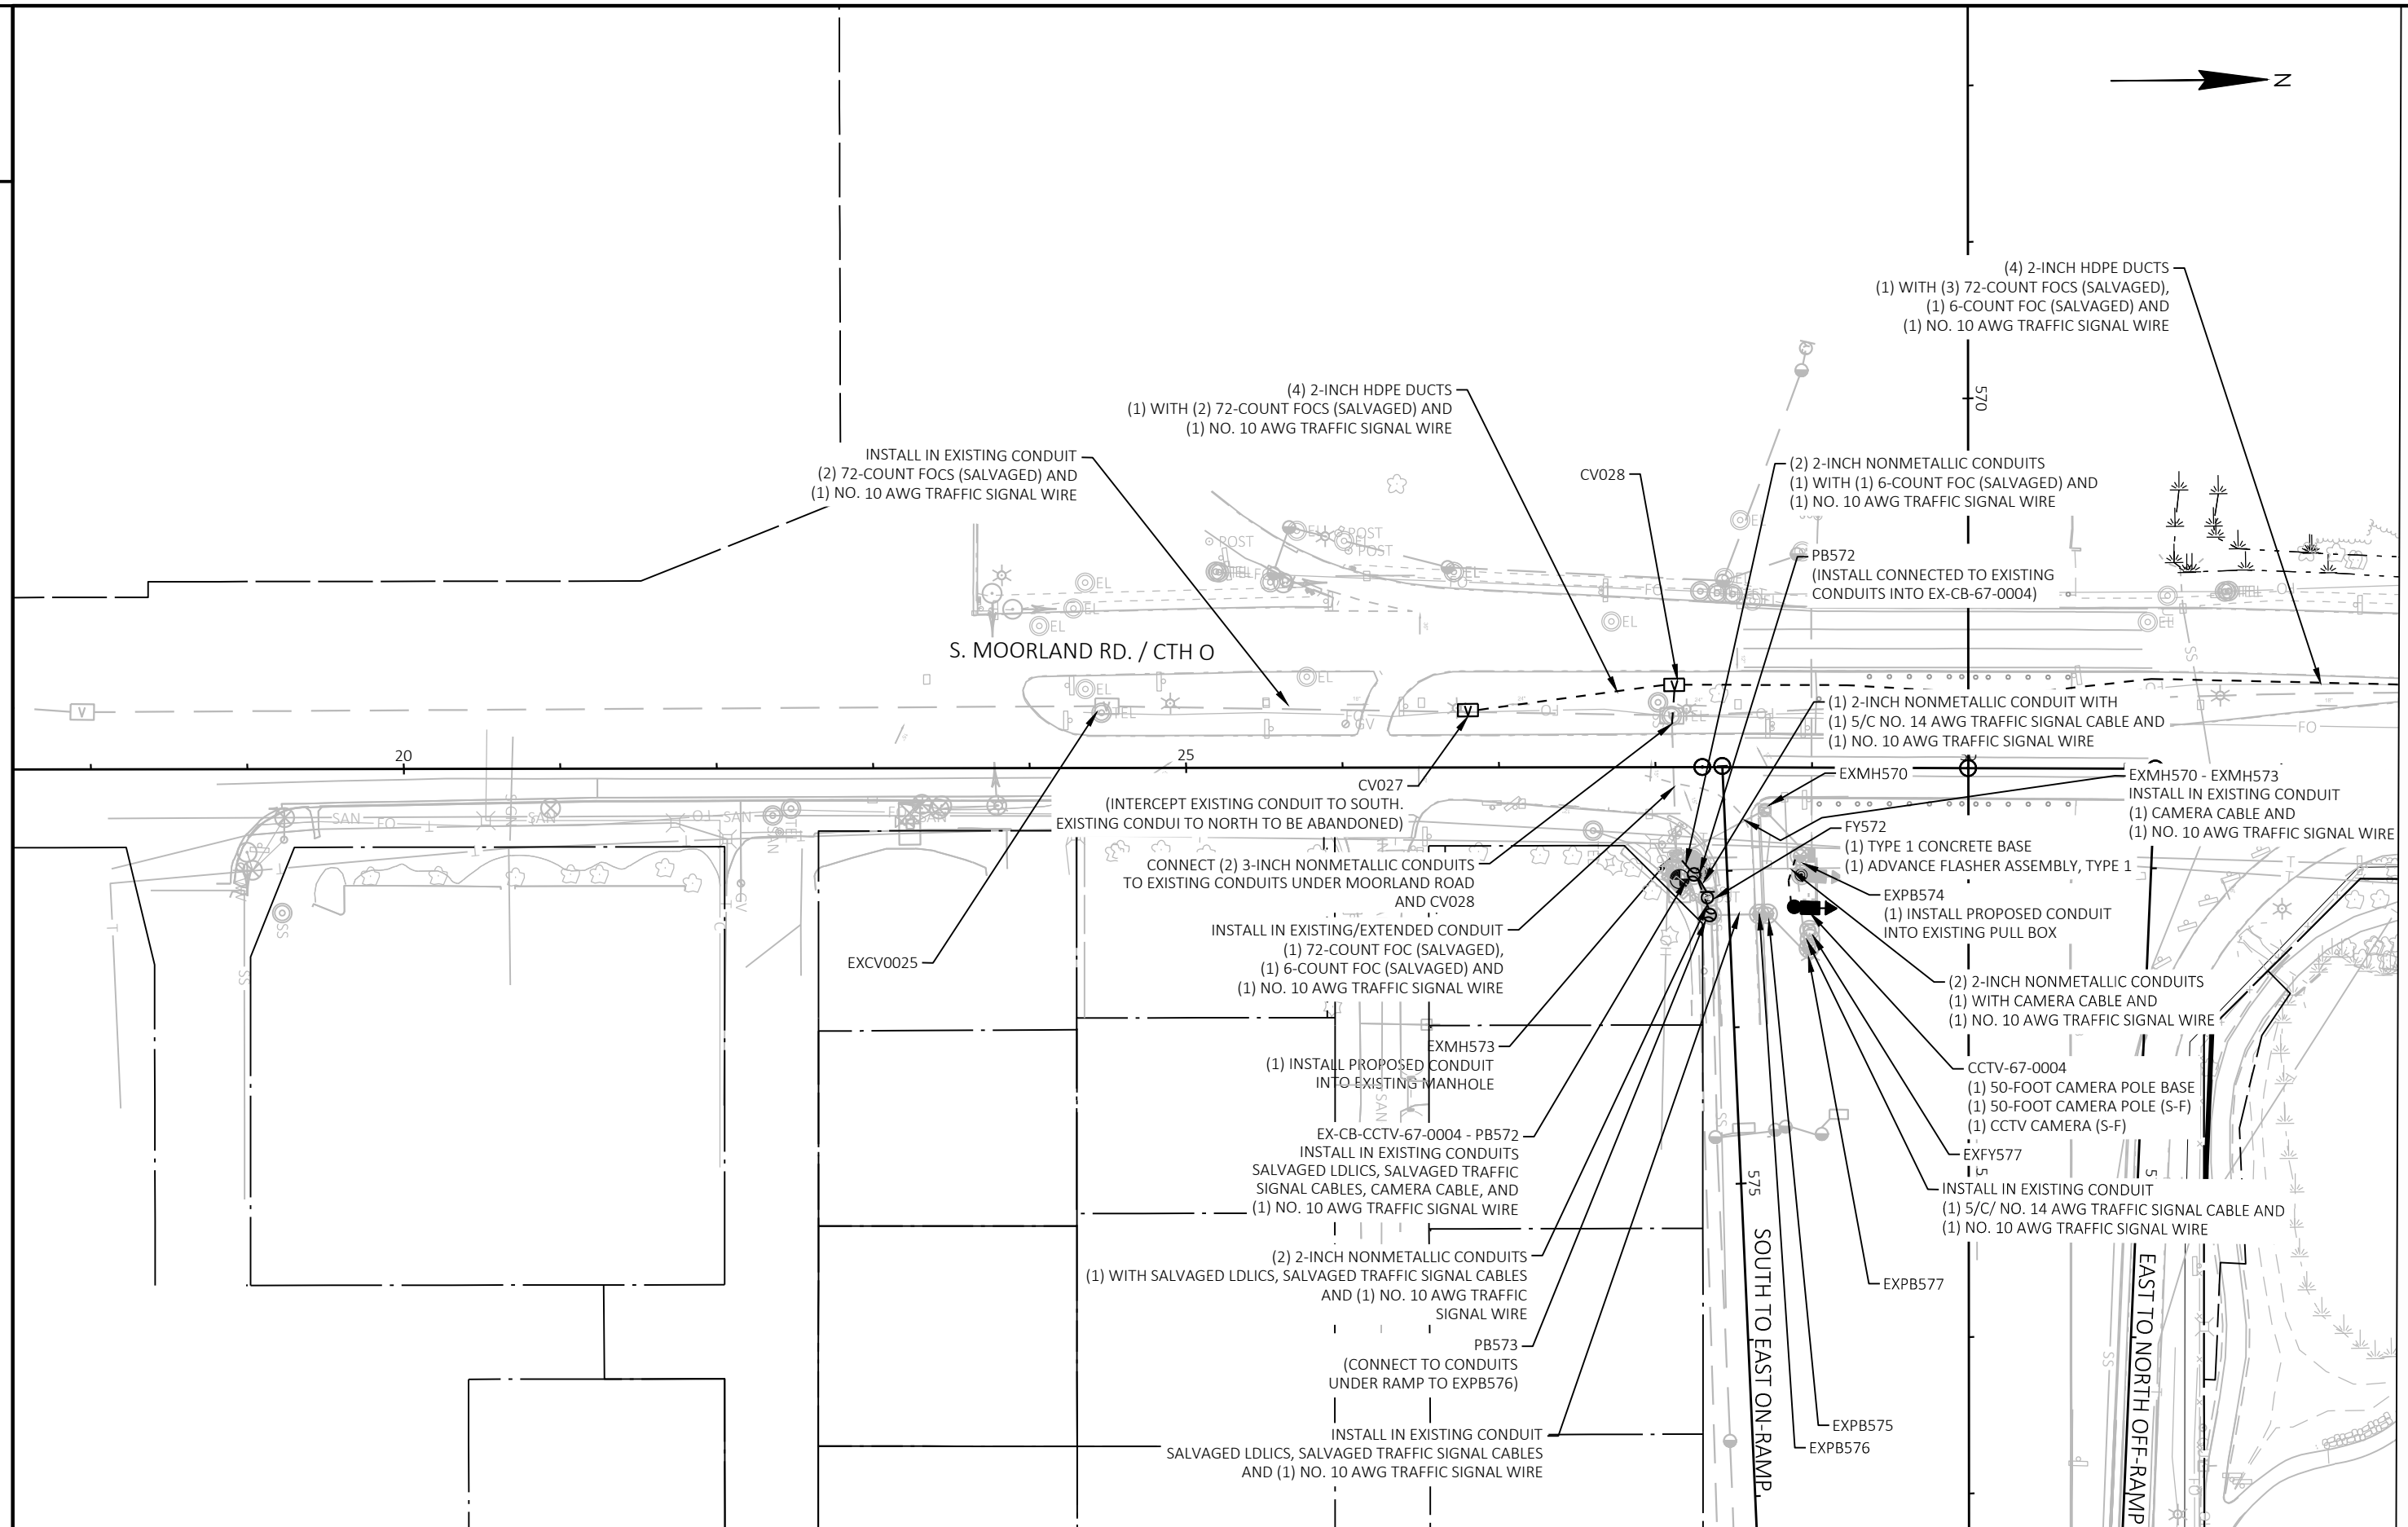 N
(4) 2-INCH HDPE DUCTS
(1) WITH (3) 72-COUNT FOCS (SALVAGED),
(1) 6-COUNT FOC (SALVAGED) AND
(1) NO. 10 AWG TRAFFIC SIGNAL WIRE
570
(4) 2-INCH HDPE DUCTS
(1) WITH (2) 72-COUNT FOCS (SALVAGED) AND
(1) NO. 10 AWG TRAFFIC SIGNAL WIRE
INSTALL IN EXISTING CONDUIT
(2) 72-COUNT FOCS (SALVAGED) AND
(1) NO. 10 AWG TRAFFIC SIGNAL WIRE
CV028
(2) 2-INCH NONMETALLIC CONDUITS
(1) WITH (1) 6-COUNT FOC (SALVAGED) AND
(1) NO. 10 AWG TRAFFIC SIGNAL WIRE
PB572
(INSTALL CONNECTED TO EXISTING
CONDUITS INTO EX-CB-67-0004)
POST
POST
POST
EL
EL
EL
EL
EL
EL
EL
S. MOORLAND RD. / CTH O
V
V
V
(1) 2-INCH NONMETALLIC CONDUIT WITH
(1) 5/C NO. 14 AWG TRAFFIC SIGNAL CABLE AND
(1) NO. 10 AWG TRAFFIC SIGNAL WIRE
GV
FO
SS
20
25
EXMH570
EXMH570 - EXMH573
INSTALL IN EXISTING CONDUIT
(1) CAMERA CABLE AND
(1) NO. 10 AWG TRAFFIC SIGNAL WIRE
CV027
(INTERCEPT EXISTING CONDUIT TO SOUTH.
EXISTING CONDUI TO NORTH TO BE ABANDONED)
SAN
FO
T
SAN
FO
SAN
FY572
(1) TYPE 1 CONCRETE BASE
(1) ADVANCE FLASHER ASSEMBLY, TYPE 1
CONNECT (2) 3-INCH NONMETALLIC CONDUITS
TO EXISTING CONDUITS UNDER MOORLAND ROAD
AND CV028
EXPB574
(1) INSTALL PROPOSED CONDUIT
INTO EXISTING PULL BOX
INSTALL IN EXISTING/EXTENDED CONDUIT
(1) 72-COUNT FOC (SALVAGED),
(1) 6-COUNT FOC (SALVAGED) AND
(1) NO. 10 AWG TRAFFIC SIGNAL WIRE
EXCV0025
(2) 2-INCH NONMETALLIC CONDUITS
(1) WITH CAMERA CABLE AND
(1) NO. 10 AWG TRAFFIC SIGNAL WIRE
EXMH573
(1) INSTALL PROPOSED CONDUIT
INTO EXISTING MANHOLE
SAN
CCTV-67-0004
(1) 50-FOOT CAMERA POLE BASE
(1) 50-FOOT CAMERA POLE (S-F)
(1) CCTV CAMERA (S-F)
EX-CB-CCTV-67-0004 - PB572
INSTALL IN EXISTING CONDUITS
SALVAGED LDLICS, SALVAGED TRAFFIC
SIGNAL CABLES, CAMERA CABLE, AND
(1) NO. 10 AWG TRAFFIC SIGNAL WIRE
EXFY577
INSTALL IN EXISTING CONDUIT
(1) 5/C/ NO. 14 AWG TRAFFIC SIGNAL CABLE AND
(1) NO. 10 AWG TRAFFIC SIGNAL WIRE
575
(2) 2-INCH NONMETALLIC CONDUITS
(1) WITH SALVAGED LDLICS, SALVAGED TRAFFIC SIGNAL CABLES
AND (1) NO. 10 AWG TRAFFIC
SIGNAL WIRE
EXPB577
PB573
(CONNECT TO CONDUITS
UNDER RAMP TO EXPB576)
SOUTH TO EAST ON-RAMP
EAST TO NORTH OFF-RAMP
EXPB575
EXPB576
INSTALL IN EXISTING CONDUIT
SALVAGED LDLICS, SALVAGED TRAFFIC SIGNAL CABLES
AND (1) NO. 10 AWG TRAFFIC SIGNAL WIRE